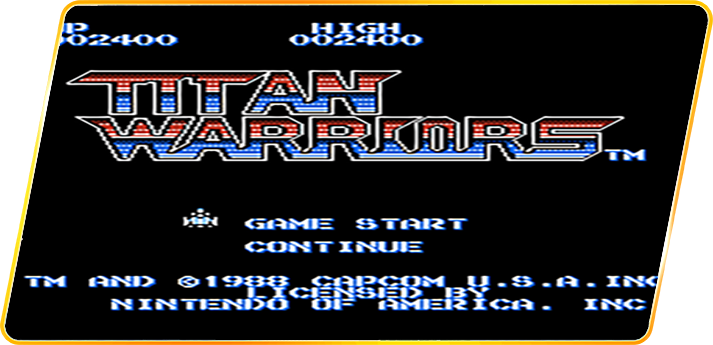 UP HIGH
002400 002400
TITAN
WARRIORS TM
GAME START
CONTINUE
TM AND ©1988 CAPCOM U.S.A.INC
LICENSED BY
NINTENDO OF AMERICA. INC